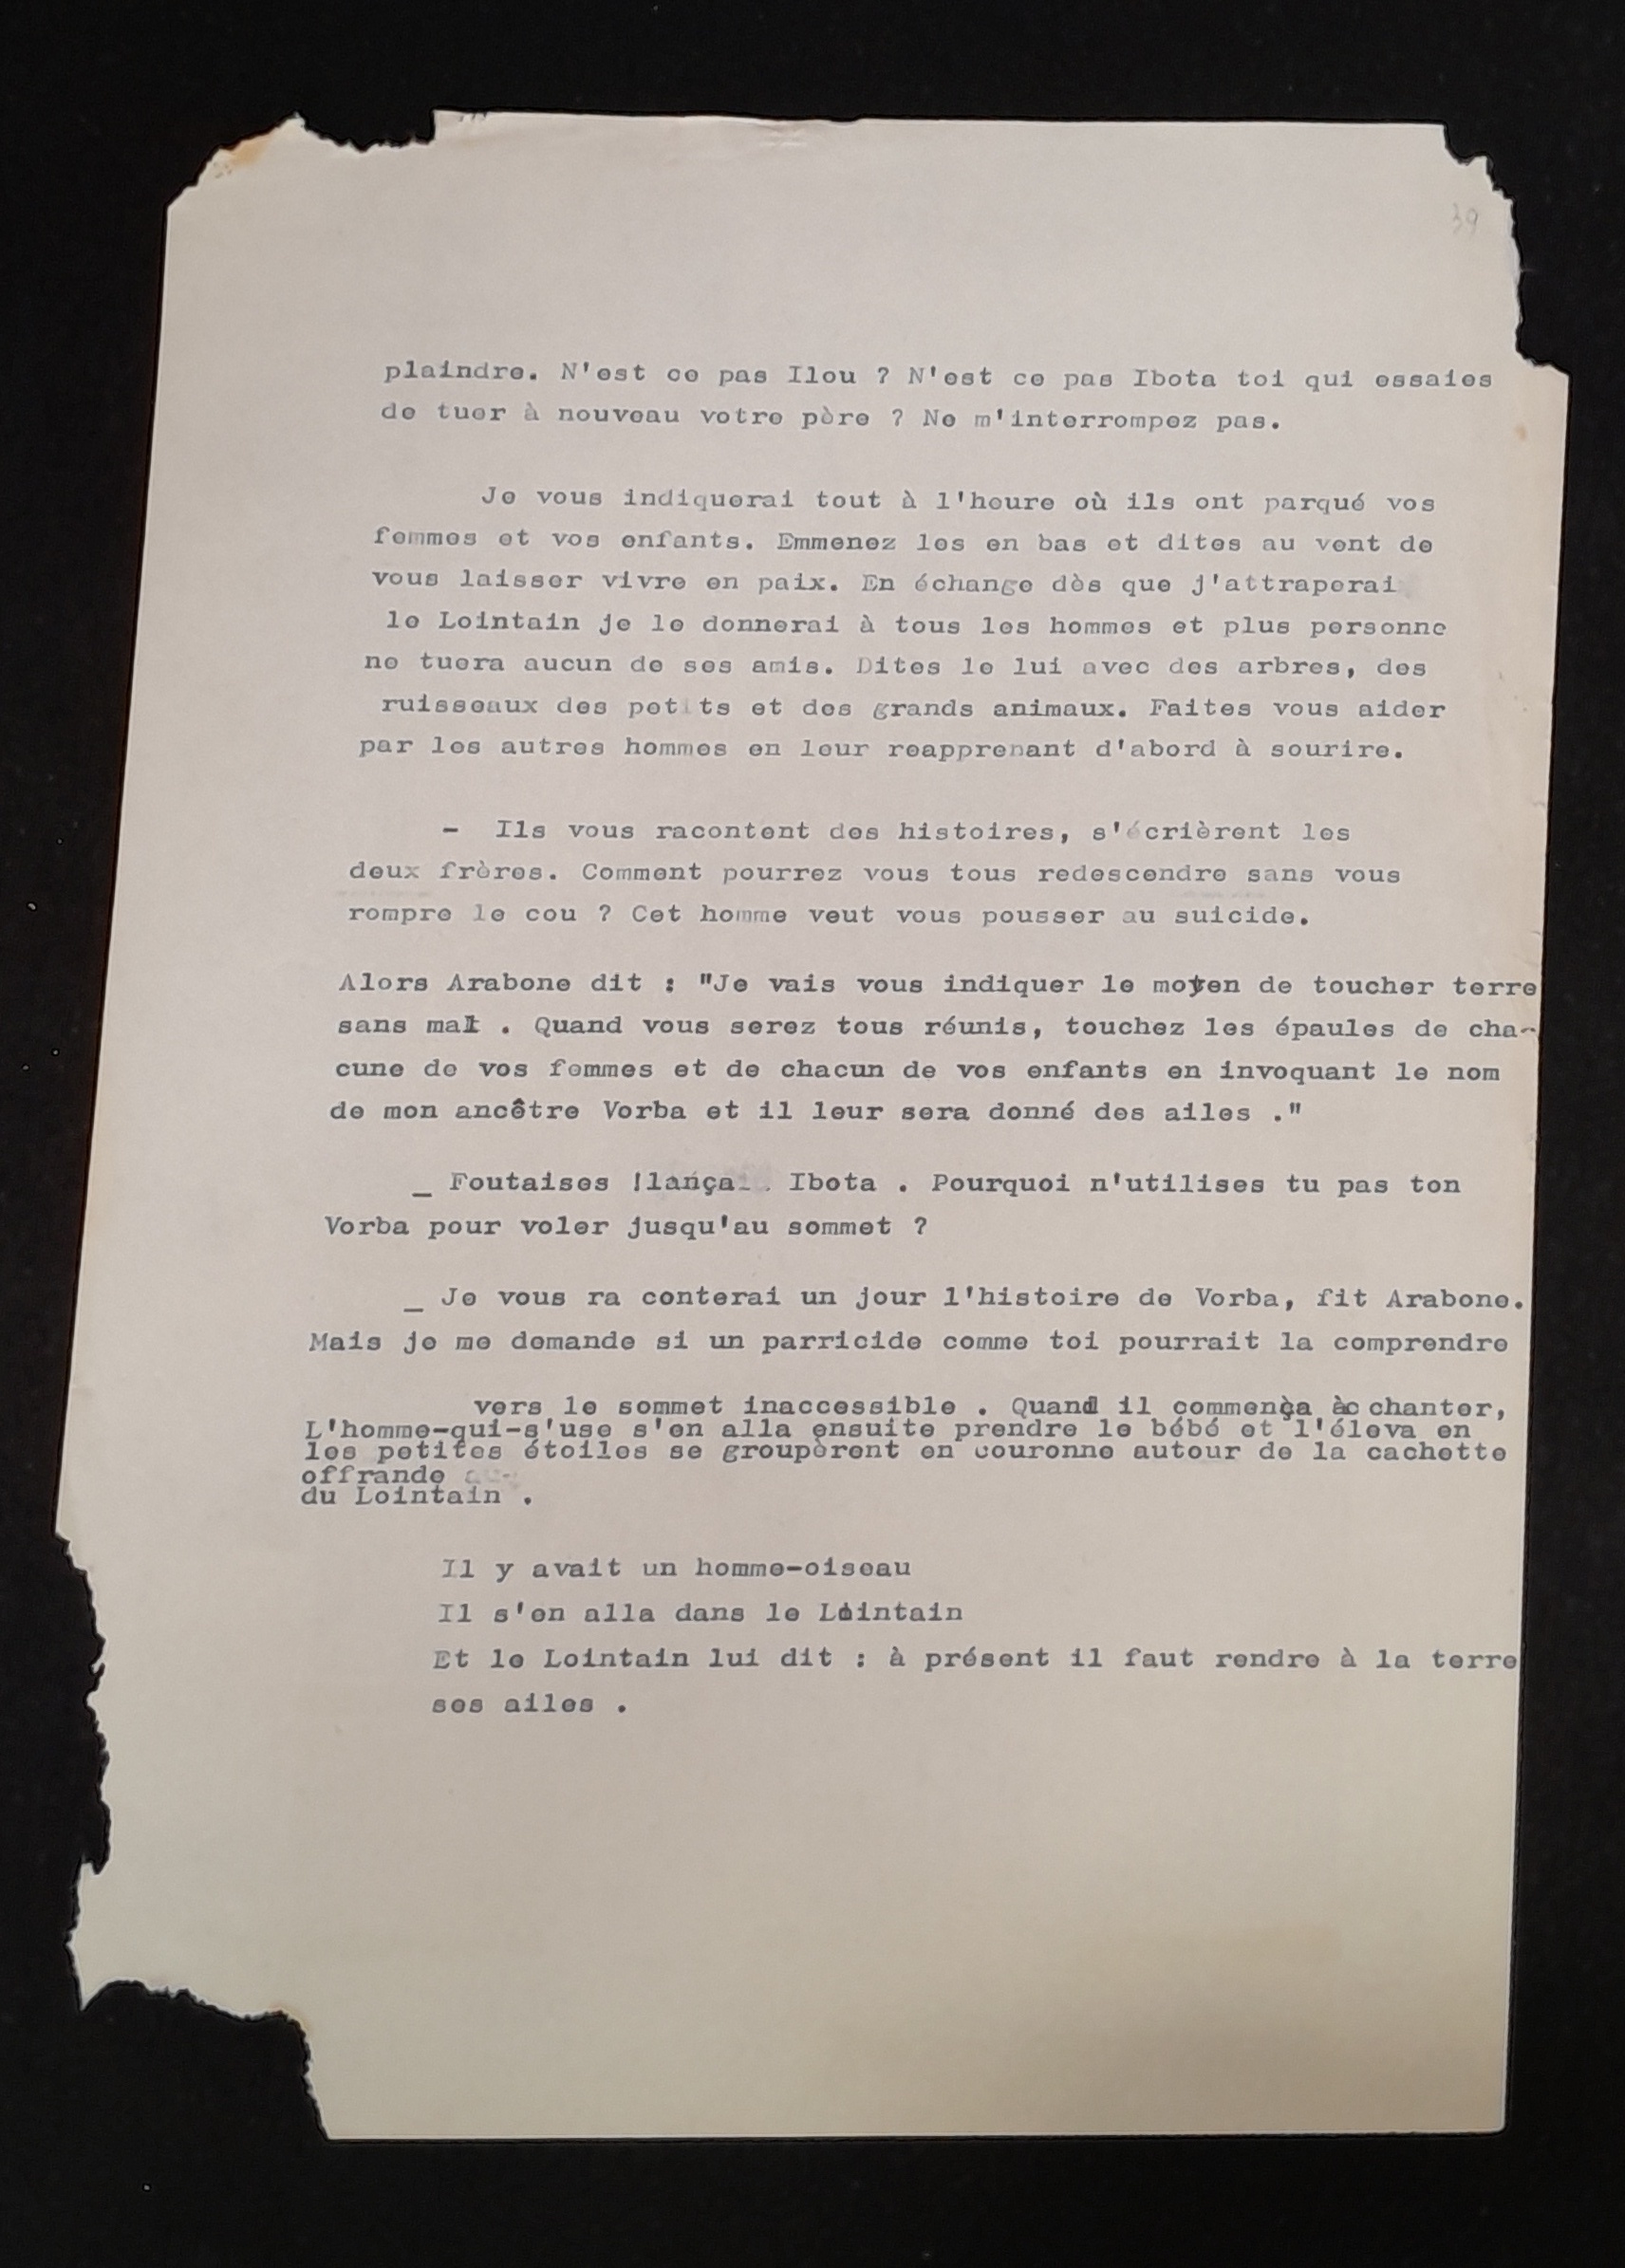 39
plaindre. N'est ce pas Ilou ? N'est ce pas Ibota toi qui essaies
de tuer à nouveau votre père ? Ne m'interrompez pas.
Je vous indiquerai tout à l'heure où ils ont parqué vos
femmes et vos enfants. Emmenez les en bas et dites au vent de
vous laisser vivre en paix. En échange dès que j'attraperai
le Lointain je le donnerai à tous les hommes et plus personne
ne tuera aucun de ses amis. Dites le lui avec des arbres, des
ruisseaux des petits et des grands animaux. Faites vous aider
par les autres hommes en leur reapprenant d'abord à sourire.
- Ils vous racontent des histoires, s'écrièrent les
deux frères. Comment pourrez vous tous redescendre sans vous
rompre le cou ? Cet homme veut vous pousser au suicide.
Alors Arabone dit : "Je vais vous indiquer le moyen de toucher terre
sans mal . Quand vous serez tous réunis, touchez les épaules de cha-
cune de vos femmes et de chacun de vos enfants en invoquant le nom
de mon ancêtre Vorba et il leur sera donné des ailes ."
_ Foutaises !lança Ibota . Pourquoi n'utilises tu pas ton
Vorba pour voler jusqu'au sommet ?
_ Je vous ra conterai un jour l'histoire de Vorba, fit Arabone.
Mais je me demande si un parricide comme toi pourrait la comprendre
vers le sommet inaccessible . Quand il commença à chanter,
L'homme-qui-s'use s'en alla ensuite prendre le bébé et l'éleva en
les petites étoiles se groupèrent en couronne autour de la cachette
offrande
du Lointain .
Il y avait un homme-oiseau
Il s'en alla dans le Lointain
Et le Lointain lui dit : à présent il faut rendre à la terre
ses ailes .